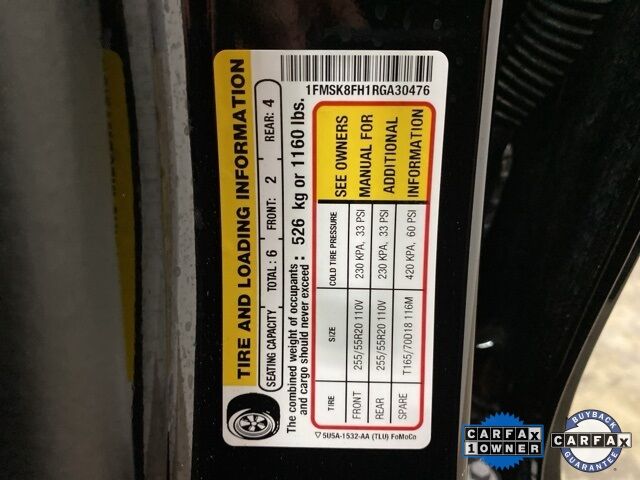 TIRE AND LOADING INFORMATION
1FMSK8FH1RGA30476
SEATING CAPACITY TOTAL: 6 FRONT: 2 REAR: 4
The combined weight of occupants
and cargo should never exceed: 526 kg or 1160 lbs.
TIRE SIZE COLD TIRE PRESSURE
FRONT 255/55R20 110V 230 KPA, 33 PSI
REAR 255/55R20 110V 230 KPA, 33 PSI
SPARE T165/70D18 116M 420 KPA, 60 PSI
SEE OWNERS
MANUAL FOR
ADDITIONAL
INFORMATION
5U5A-1532-AA (TLU) FoMoCo
CARFAX
1 OWNER
BUYBACK
CARFAX
GUARANTEE